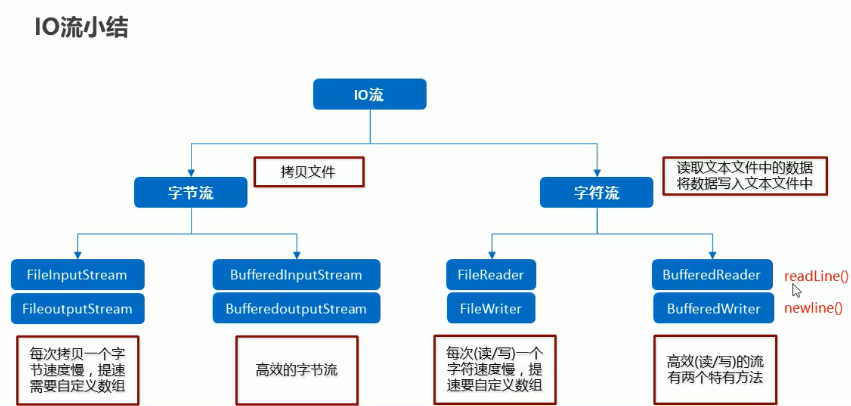 IO流小结
IO流
拷贝文件
读取文本文件中的数据
将数据写入文本文件中
字节流
字符流
FileInputStream
BufferedInputStream
FileReader
BufferedReader
readLine()
FileoutputStream
BufferedoutputStream
FileWriter
BufferedWriter
newline()
每次拷贝一个字
节速度慢，提速
需要自定义数组
高效的字节流
每次(读/写)一个
字符速度慢，提
速要自定义数组
高效(读/写)的流
有两个特有方法